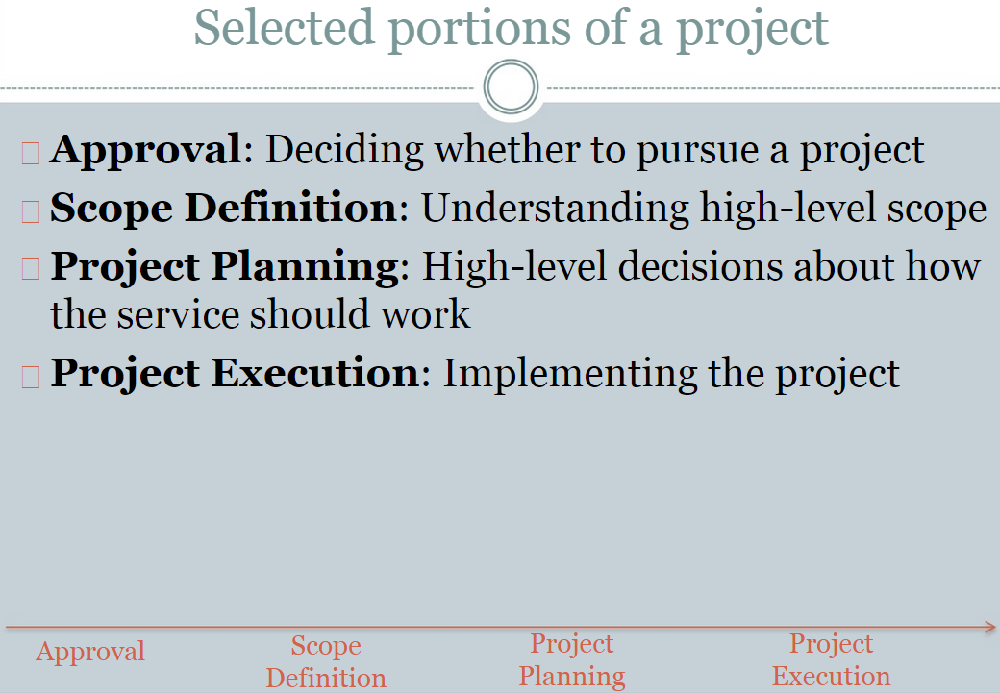 Selected portions of a project
Approval: Deciding whether to pursue a project
Scope Definition: Understanding high-level scope
Project Planning: High-level decisions about how
the service should work
Project Execution: Implementing the project
Approval
Scope
Definition
Project
Planning
Project
Execution